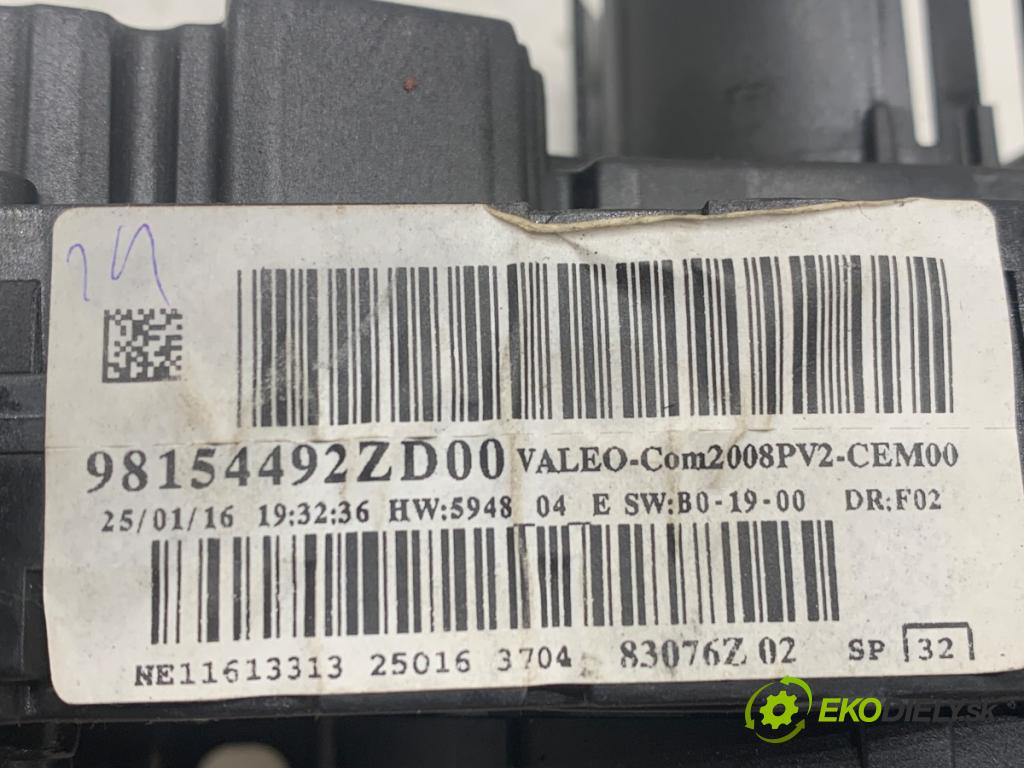 98154492ZD00 VALEO-Com2008PV2-CEM00
25/01/16 19:32:36 HW:5948 04 E SW:B0-19-00 DR:F02
NE11613313 25016 3704 83076Z 02 SP 32
EKODIELY.SK